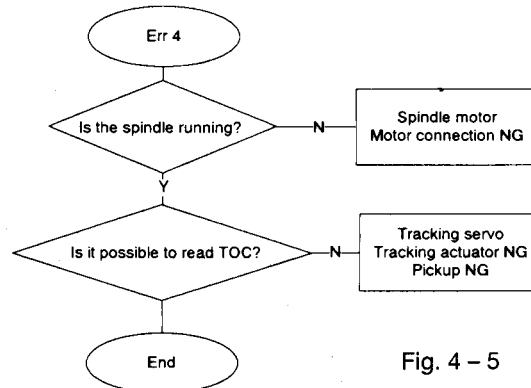 Err 4
Is the spindle running?
N
Spindle motor
Motor connection NG
Y
Is it possible to read TOC?
N
Tracking servo
Tracking actuator NG
Pickup NG
End
Fig. 4 – 5